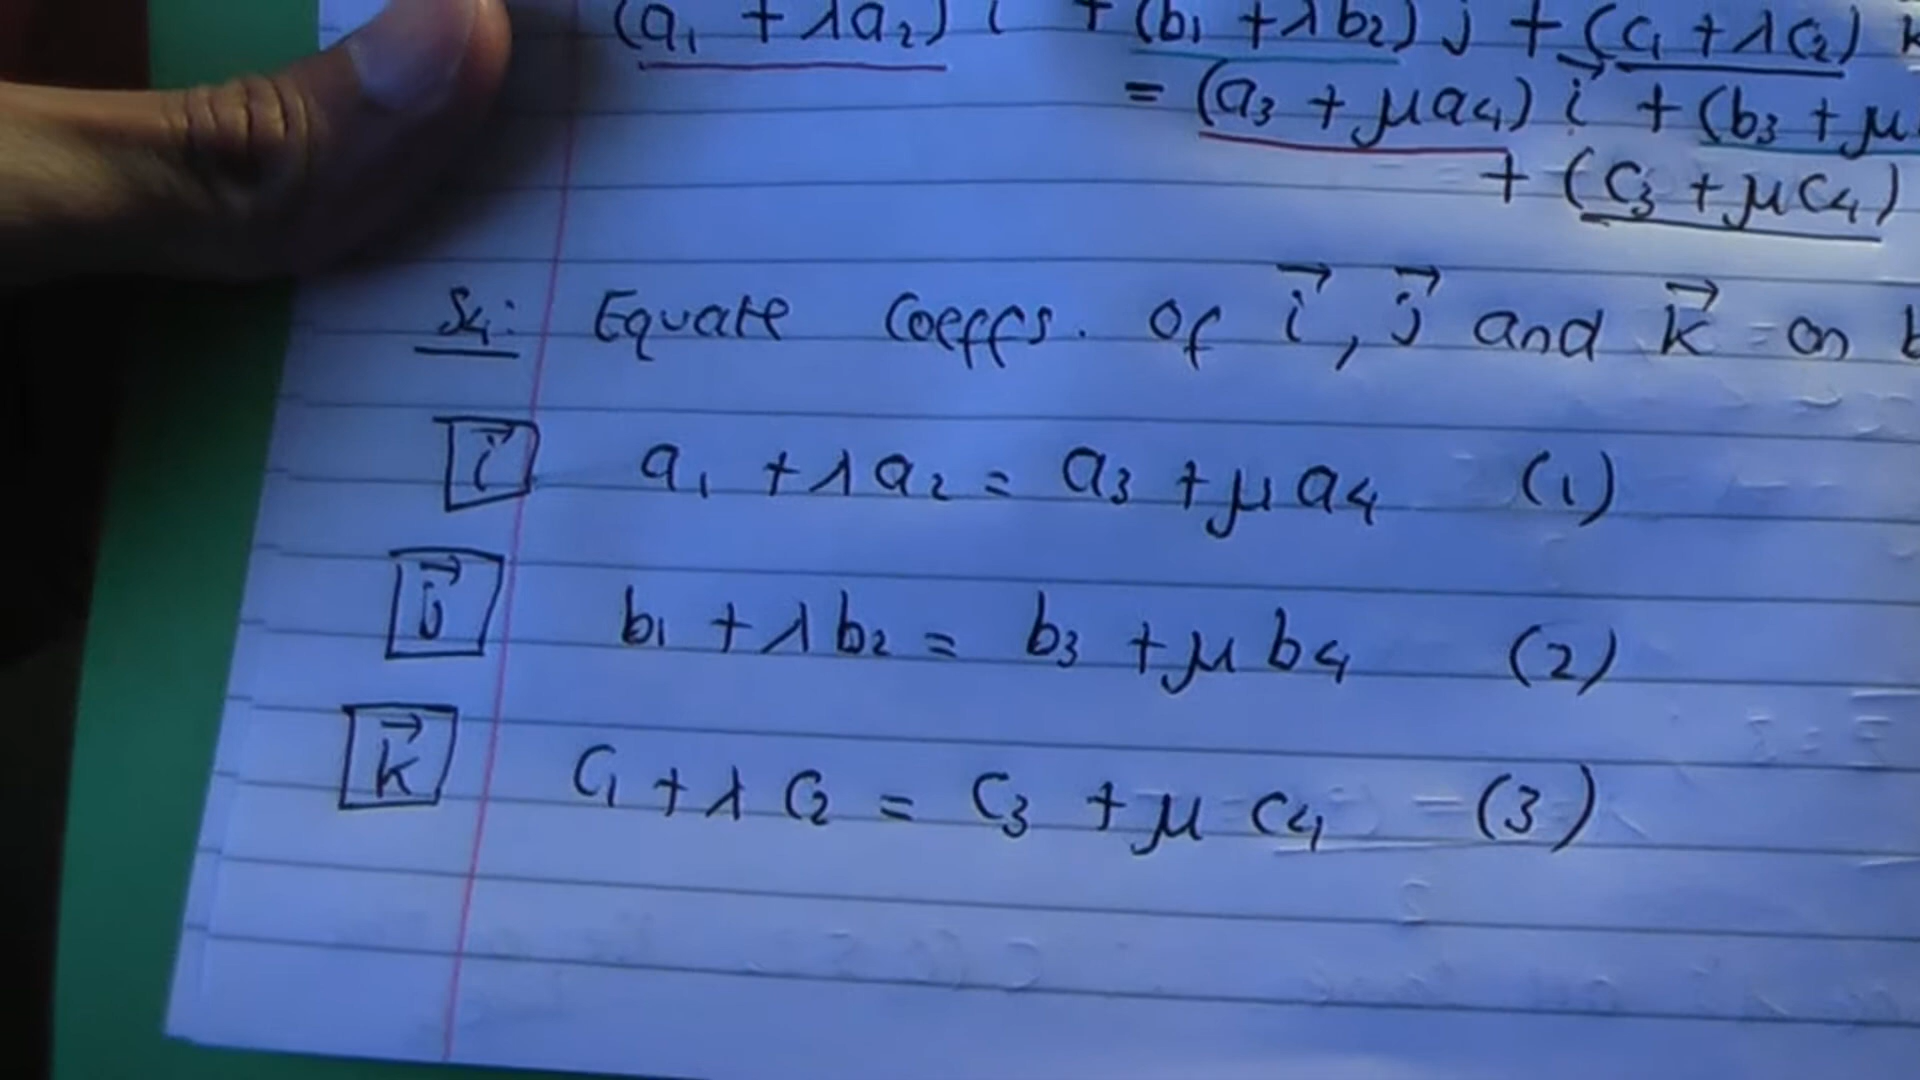 (a₁ + λa₂) i + (b₁ + λb₂) j + (c₁ + λc₂) k
= (a₃ + μa₄) i⃗ + (b₃ + μ
+ (c₃ + μc₄)
S4: Equate Coeffs. of i⃗, j⃗ and k⃗ on b
i⃗ a₁ + λa₂ = a₃ + μa₄ (1)
j⃗ b₁ + λb₂ = b₃ + μb₄ (2)
k⃗ c₁ + λc₂ = c₃ + μc₄ (3)